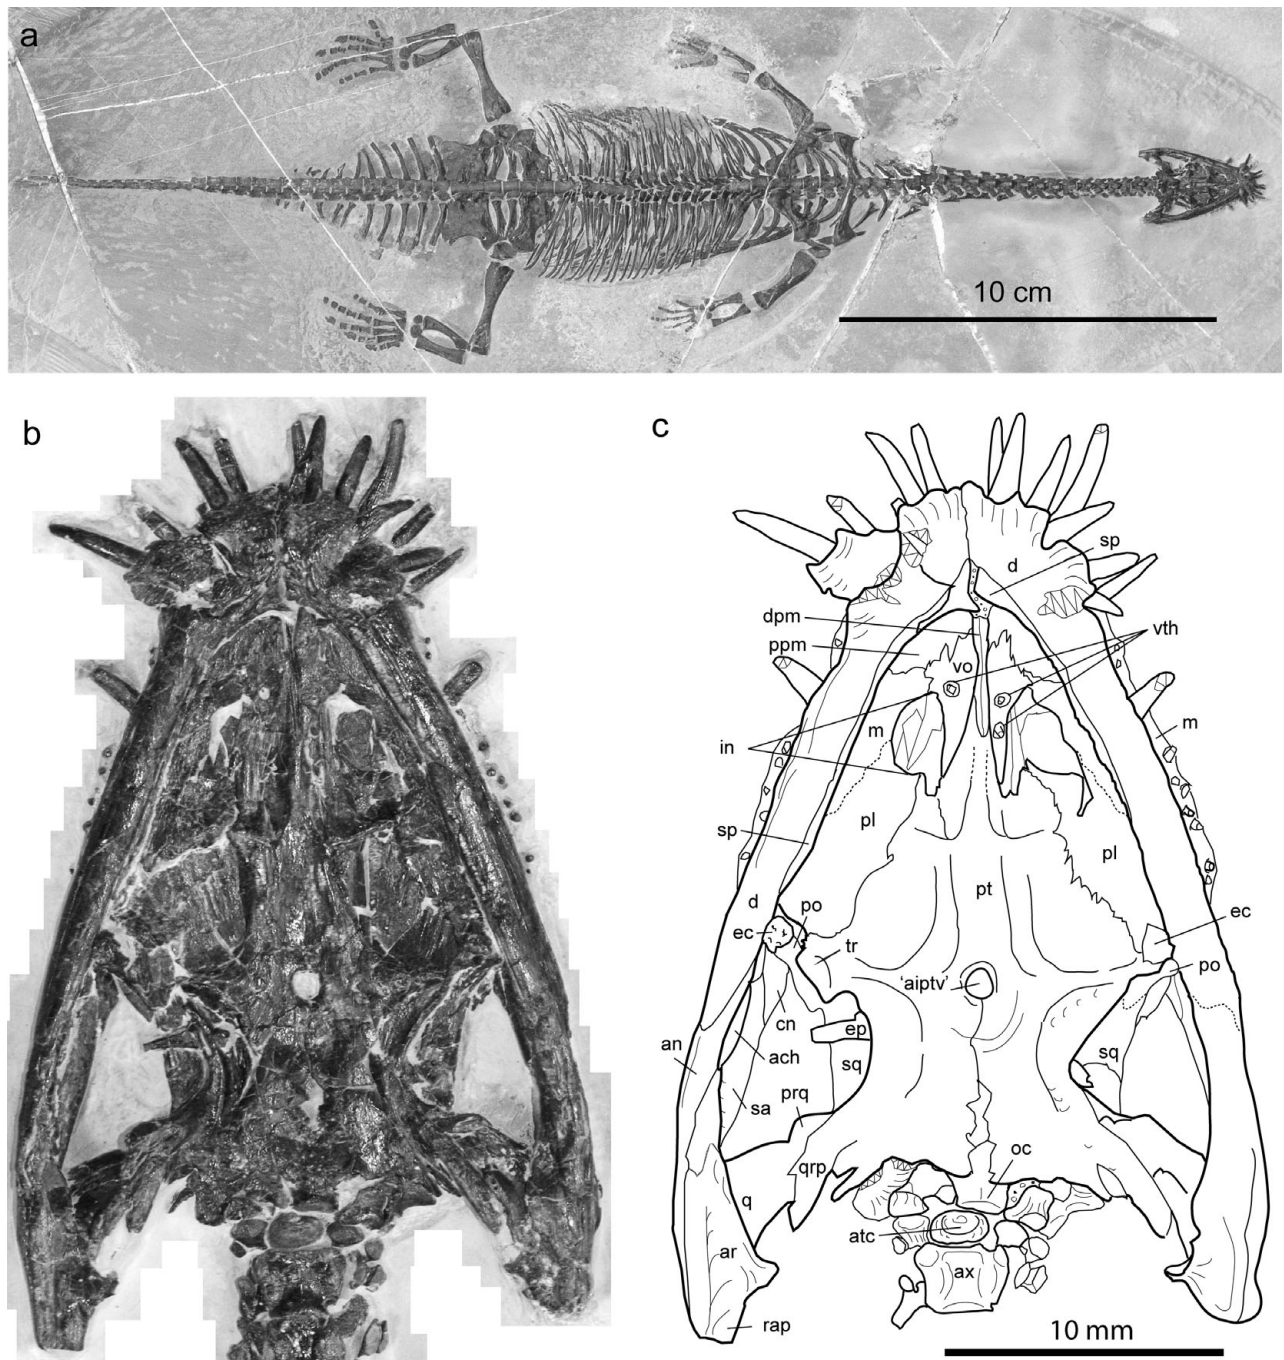 a
10 cm
b
c
sp
d
dpm
vth
ppm
vo
m
m
in
pl
sp
pl
pt
d
po
ec
ec
tr
po
'aiptv'
cn
ep
an
ach
sq
sq
sa
prq
oc
qrp
q
atc
ar
ax
rap
10 mm